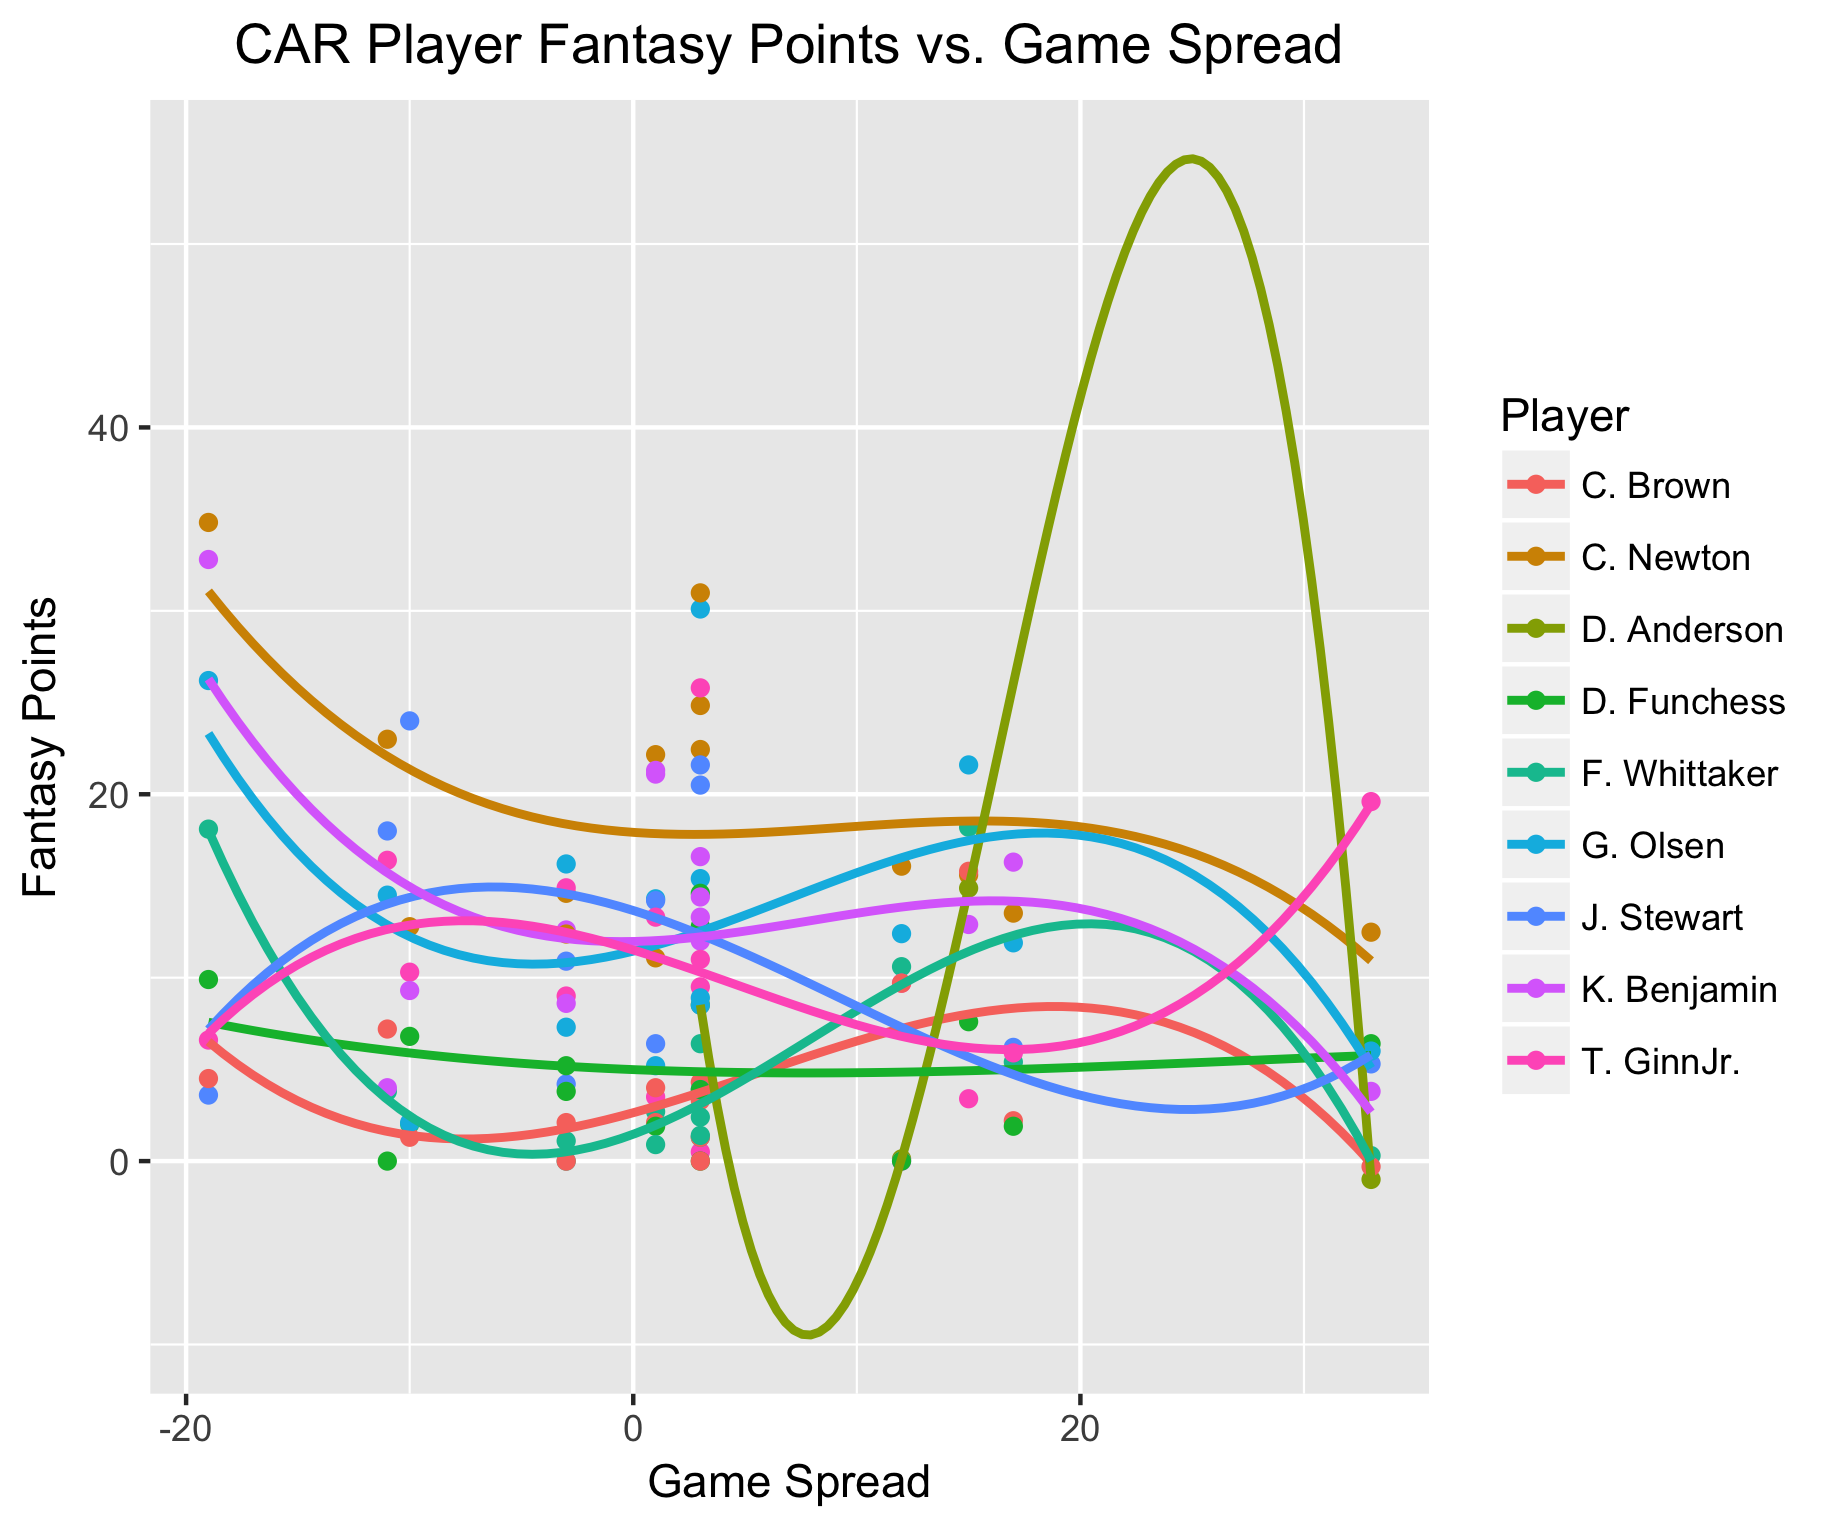 CAR Player Fantasy Points vs. Game Spread
Fantasy Points
40
20
0
-20
0
20
Game Spread
Player
C. Brown
C. Newton
D. Anderson
D. Funchess
F. Whittaker
G. Olsen
J. Stewart
K. Benjamin
T. GinnJr.